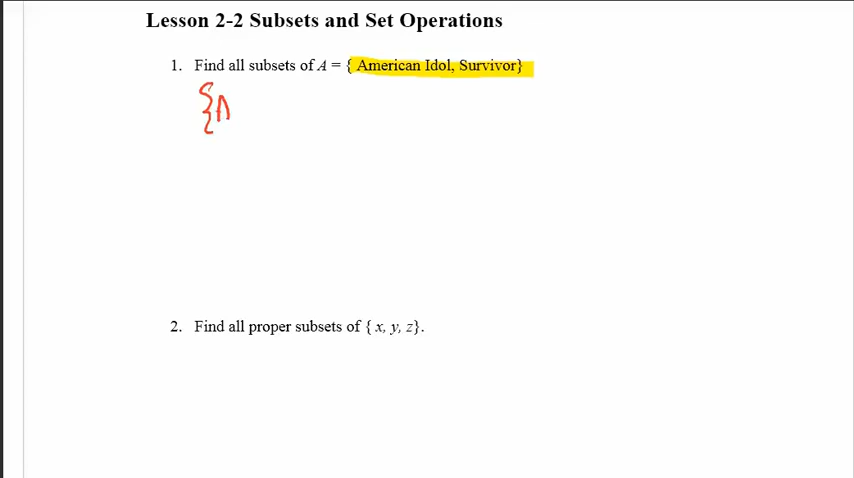 Lesson 2-2 Subsets and Set Operations
1. Find all subsets of A = { American Idol, Survivor}
{A
2. Find all proper subsets of { x, y, z}.